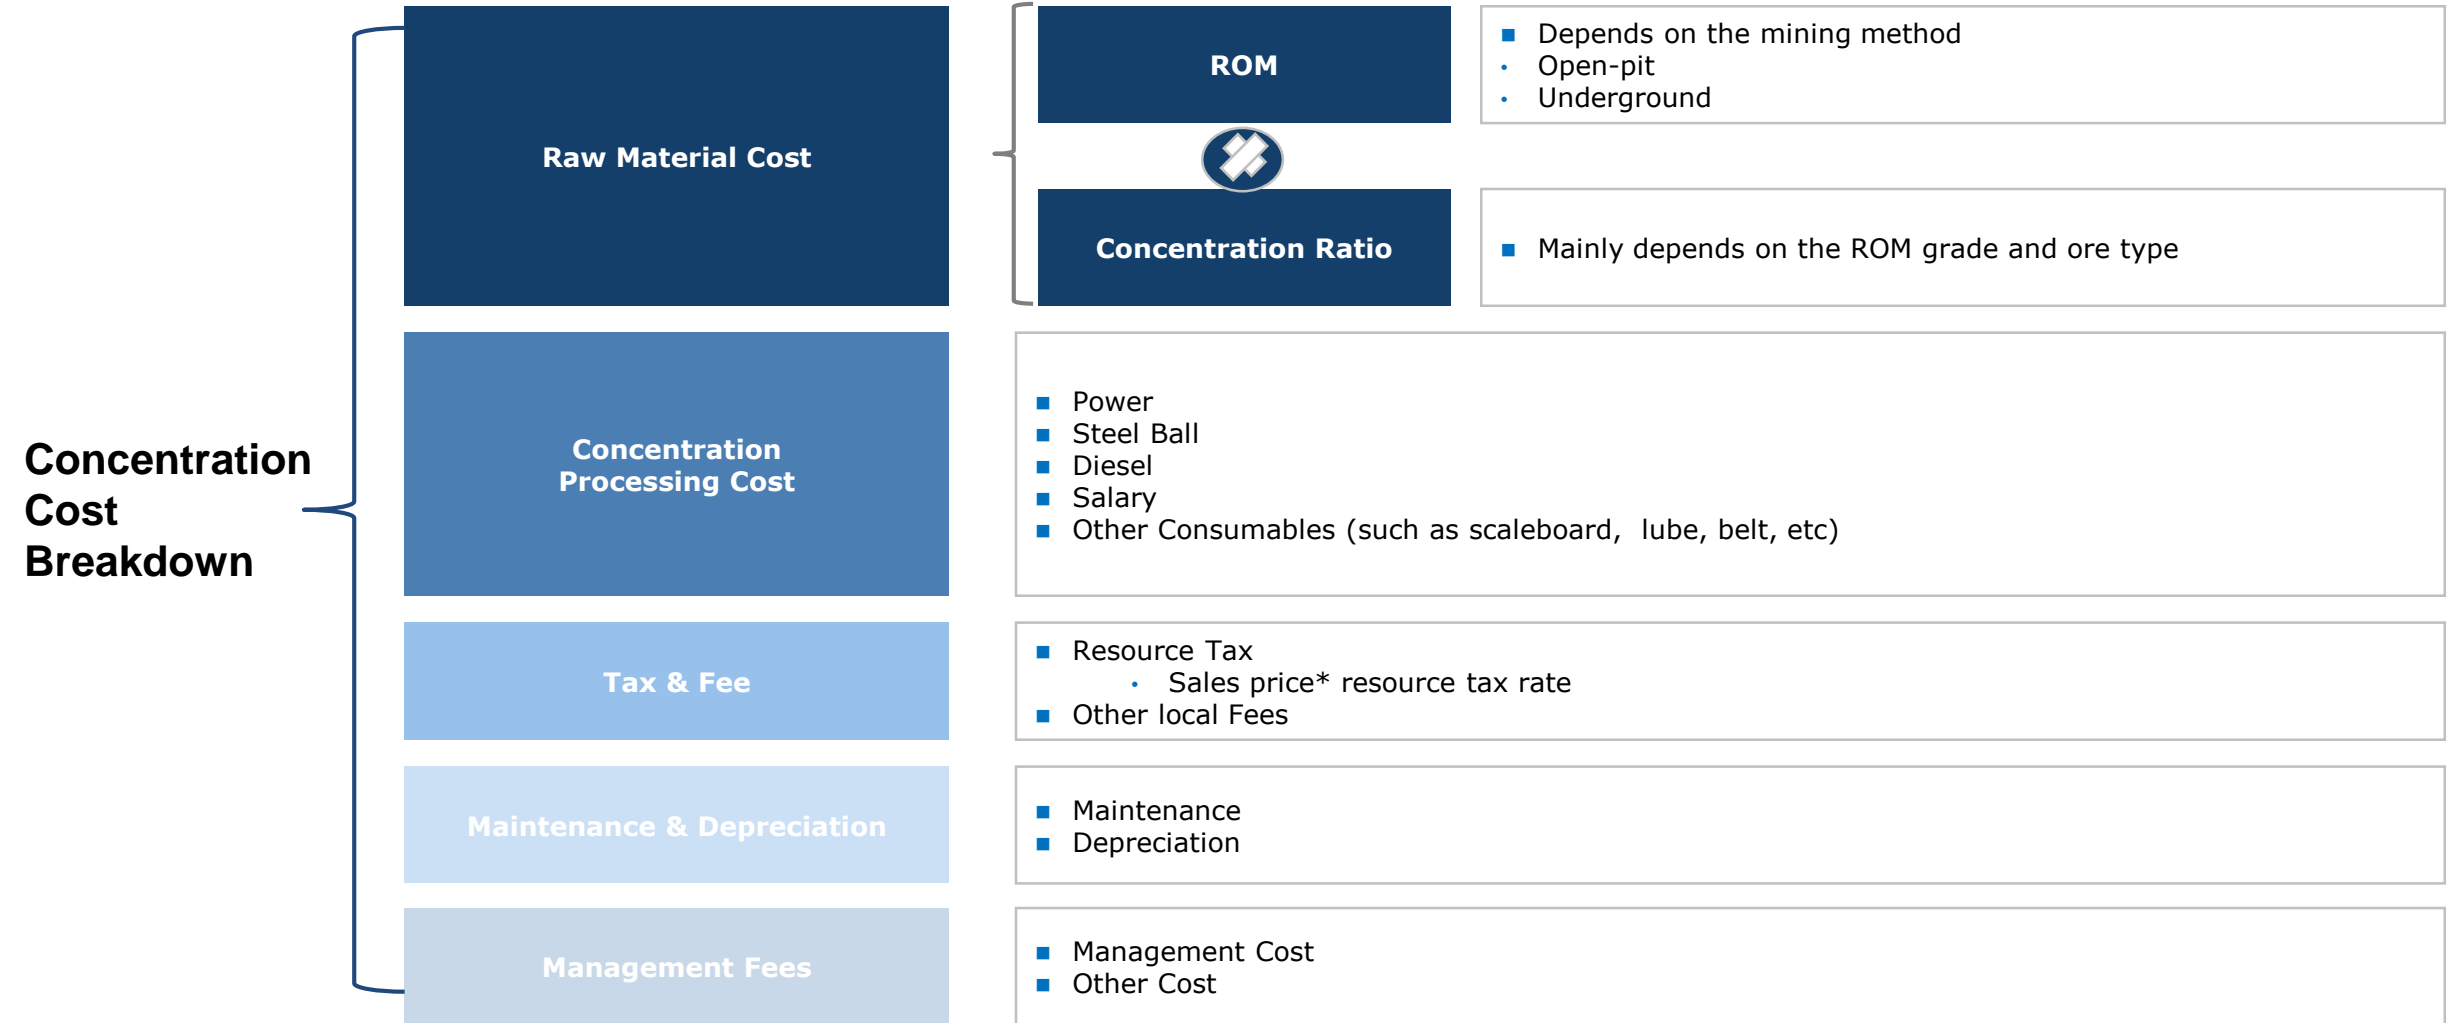 Concentration
Cost
Breakdown
Raw Material Cost
ROM
■ Depends on the mining method
• Open-pit
• Underground
Concentration Ratio
■ Mainly depends on the ROM grade and ore type
Concentration
Processing Cost
■ Power
■ Steel Ball
■ Diesel
■ Salary
■ Other Consumables (such as scaleboard,  lube, belt, etc)
Tax & Fee
■ Resource Tax
• Sales price* resource tax rate
■ Other local Fees
Maintenance & Depreciation
■ Maintenance
■ Depreciation
Management Fees
■ Management Cost
■ Other Cost